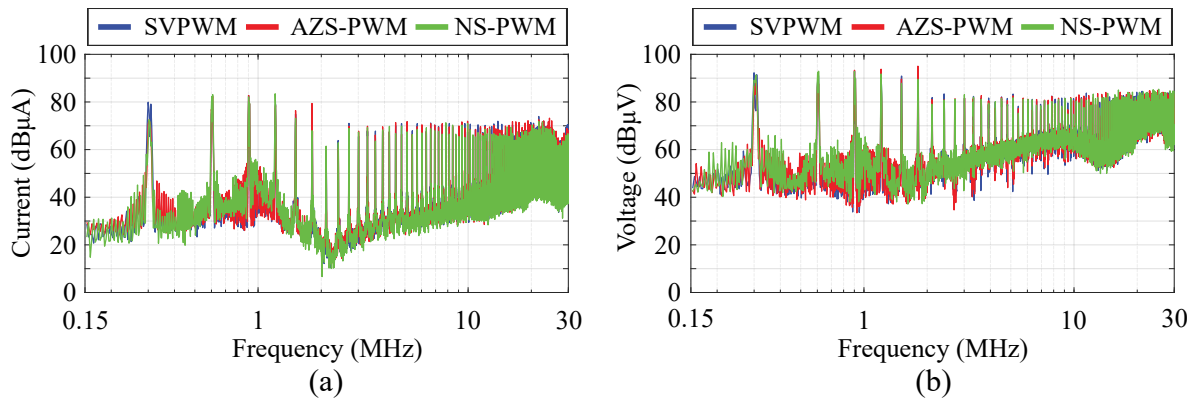 SVPWM AZS-PWM NS-PWM
Current (dBµA)
100
80
60
40
20
0
0.15 1 10 30
Frequency (MHz)
(a)
SVPWM AZS-PWM NS-PWM
Voltage (dBµV)
100
80
60
40
20
0
0.15 1 10 30
Frequency (MHz)
(b)